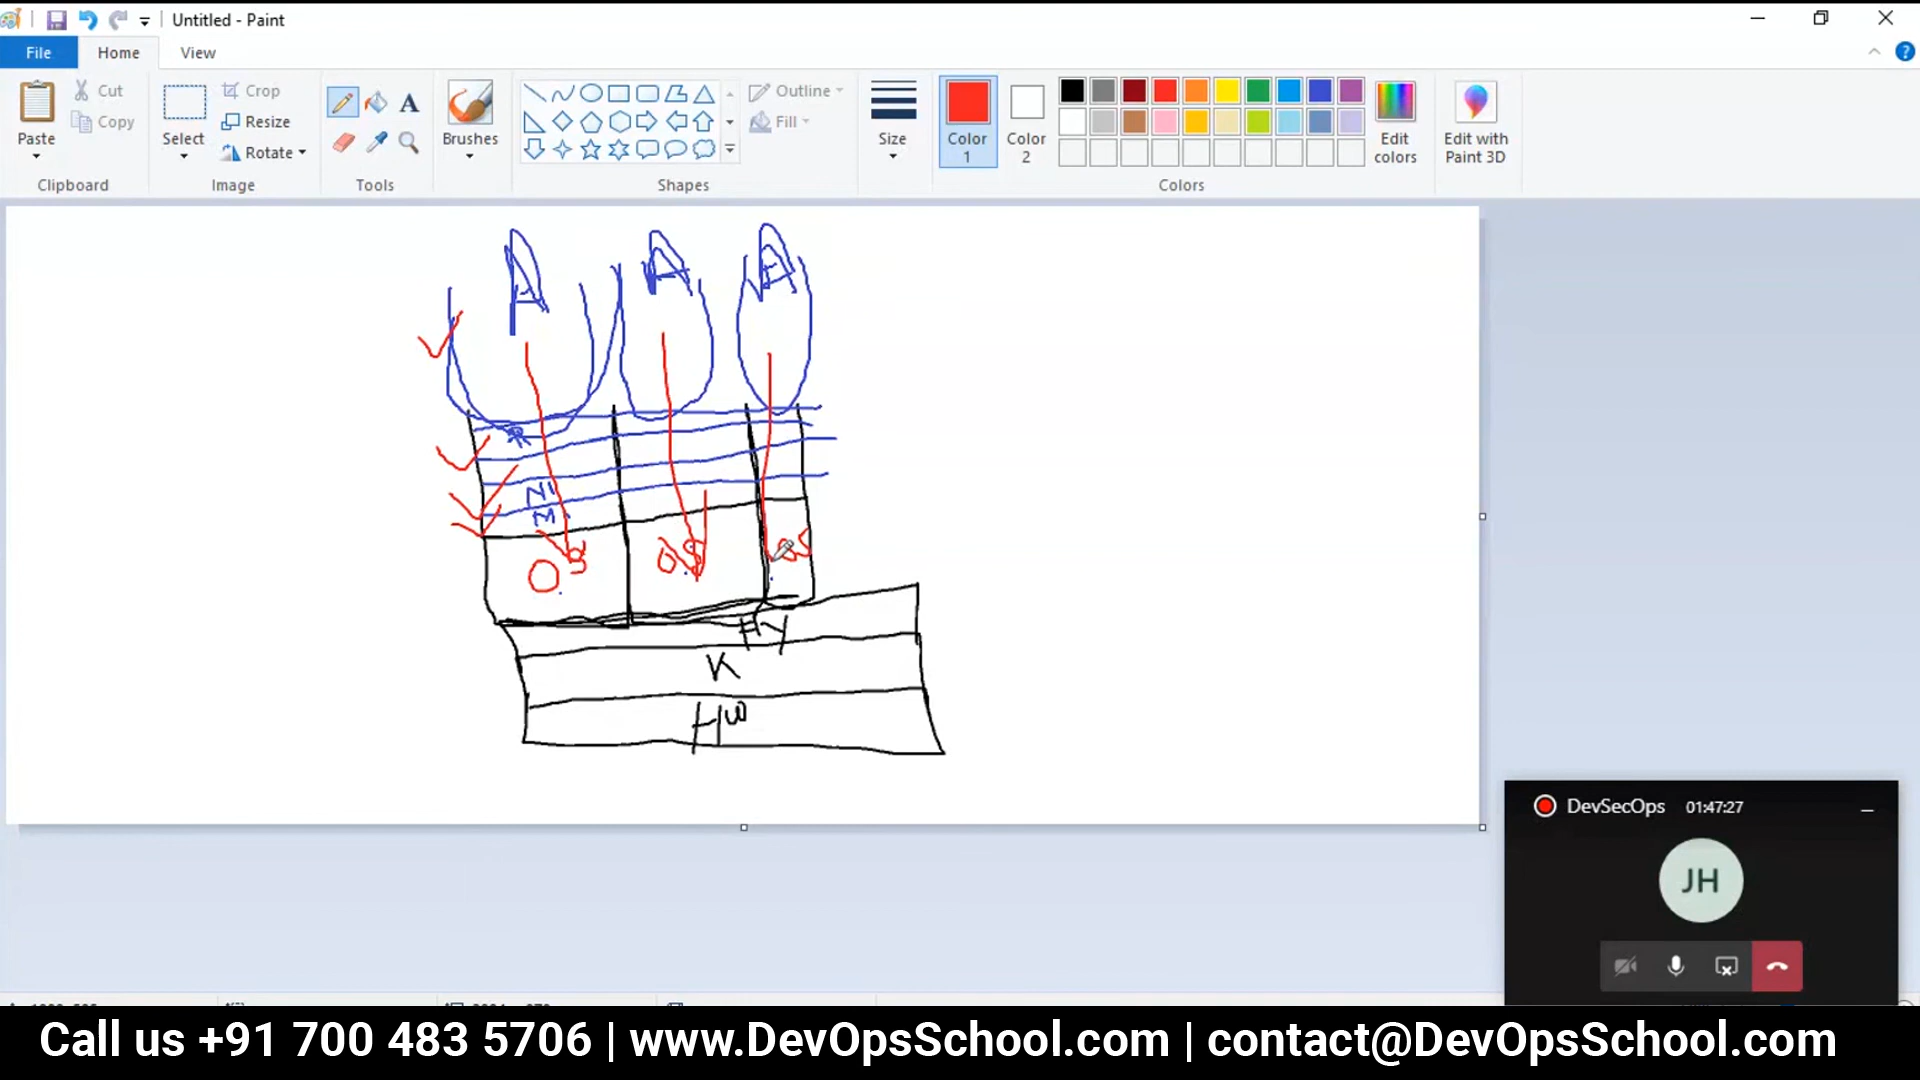 Untitled - Paint
File Home View
Cut
Copy
Paste
Clipboard
Crop
Resize
Rotate
Select
Image
A
Tools
Brushes
Outline
Fill
Shapes
Size
Color 1
Color 2
Edit colors
Edit with Paint 3D
Colors
A A A
NI
M
OS OS OS
HY
K
HW
DevSecOps 01:47:27
JH
Call us +91 700 483 5706 | www.DevOpsSchool.com | contact@DevOpsSchool.com